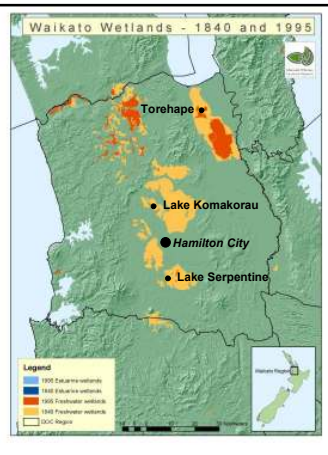 Waikato Wetlands - 1840 and 1995
Torehape
Lake Komakorau
Hamilton City
Lake Serpentine
Legend
1995 Estuarine wetlands
1840 Estuarine wetlands
1995 Freshwater wetlands
1840 Freshwater wetlands
DOC Region
Waikato Region